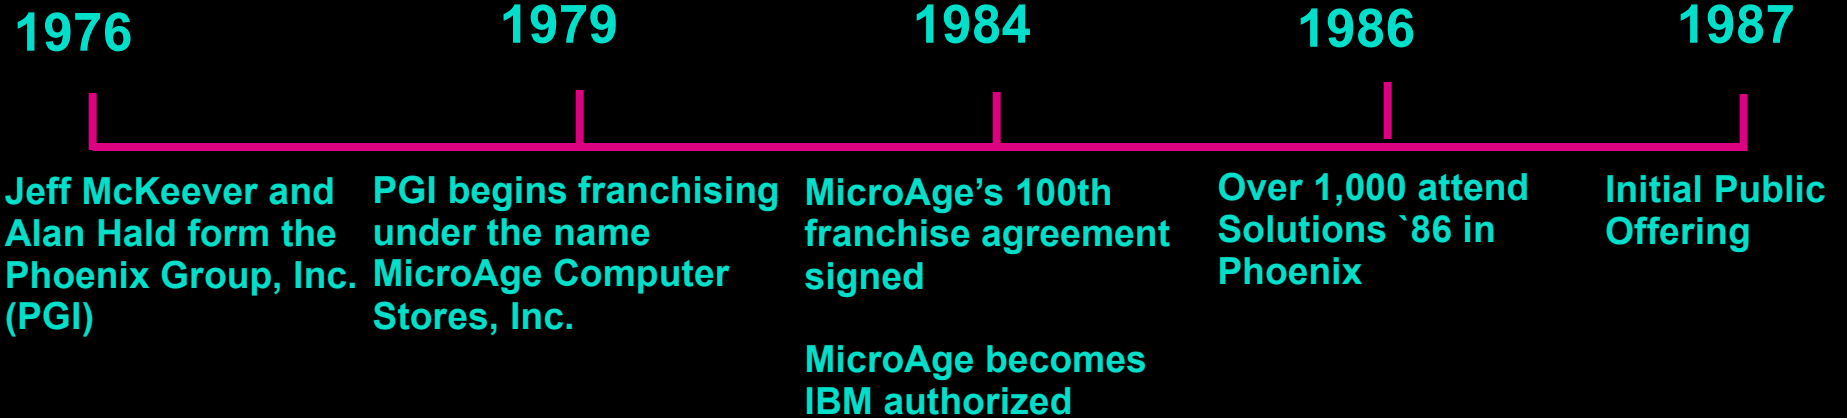 1976
Jeff McKeever and
Alan Hald form the
Phoenix Group, Inc.
(PGI)
1979
PGI begins franchising
under the name
MicroAge Computer
Stores, Inc.
1984
MicroAge’s 100th
franchise agreement
signed
MicroAge becomes
IBM authorized
1986
Over 1,000 attend
Solutions `86 in
Phoenix
1987
Initial Public
Offering